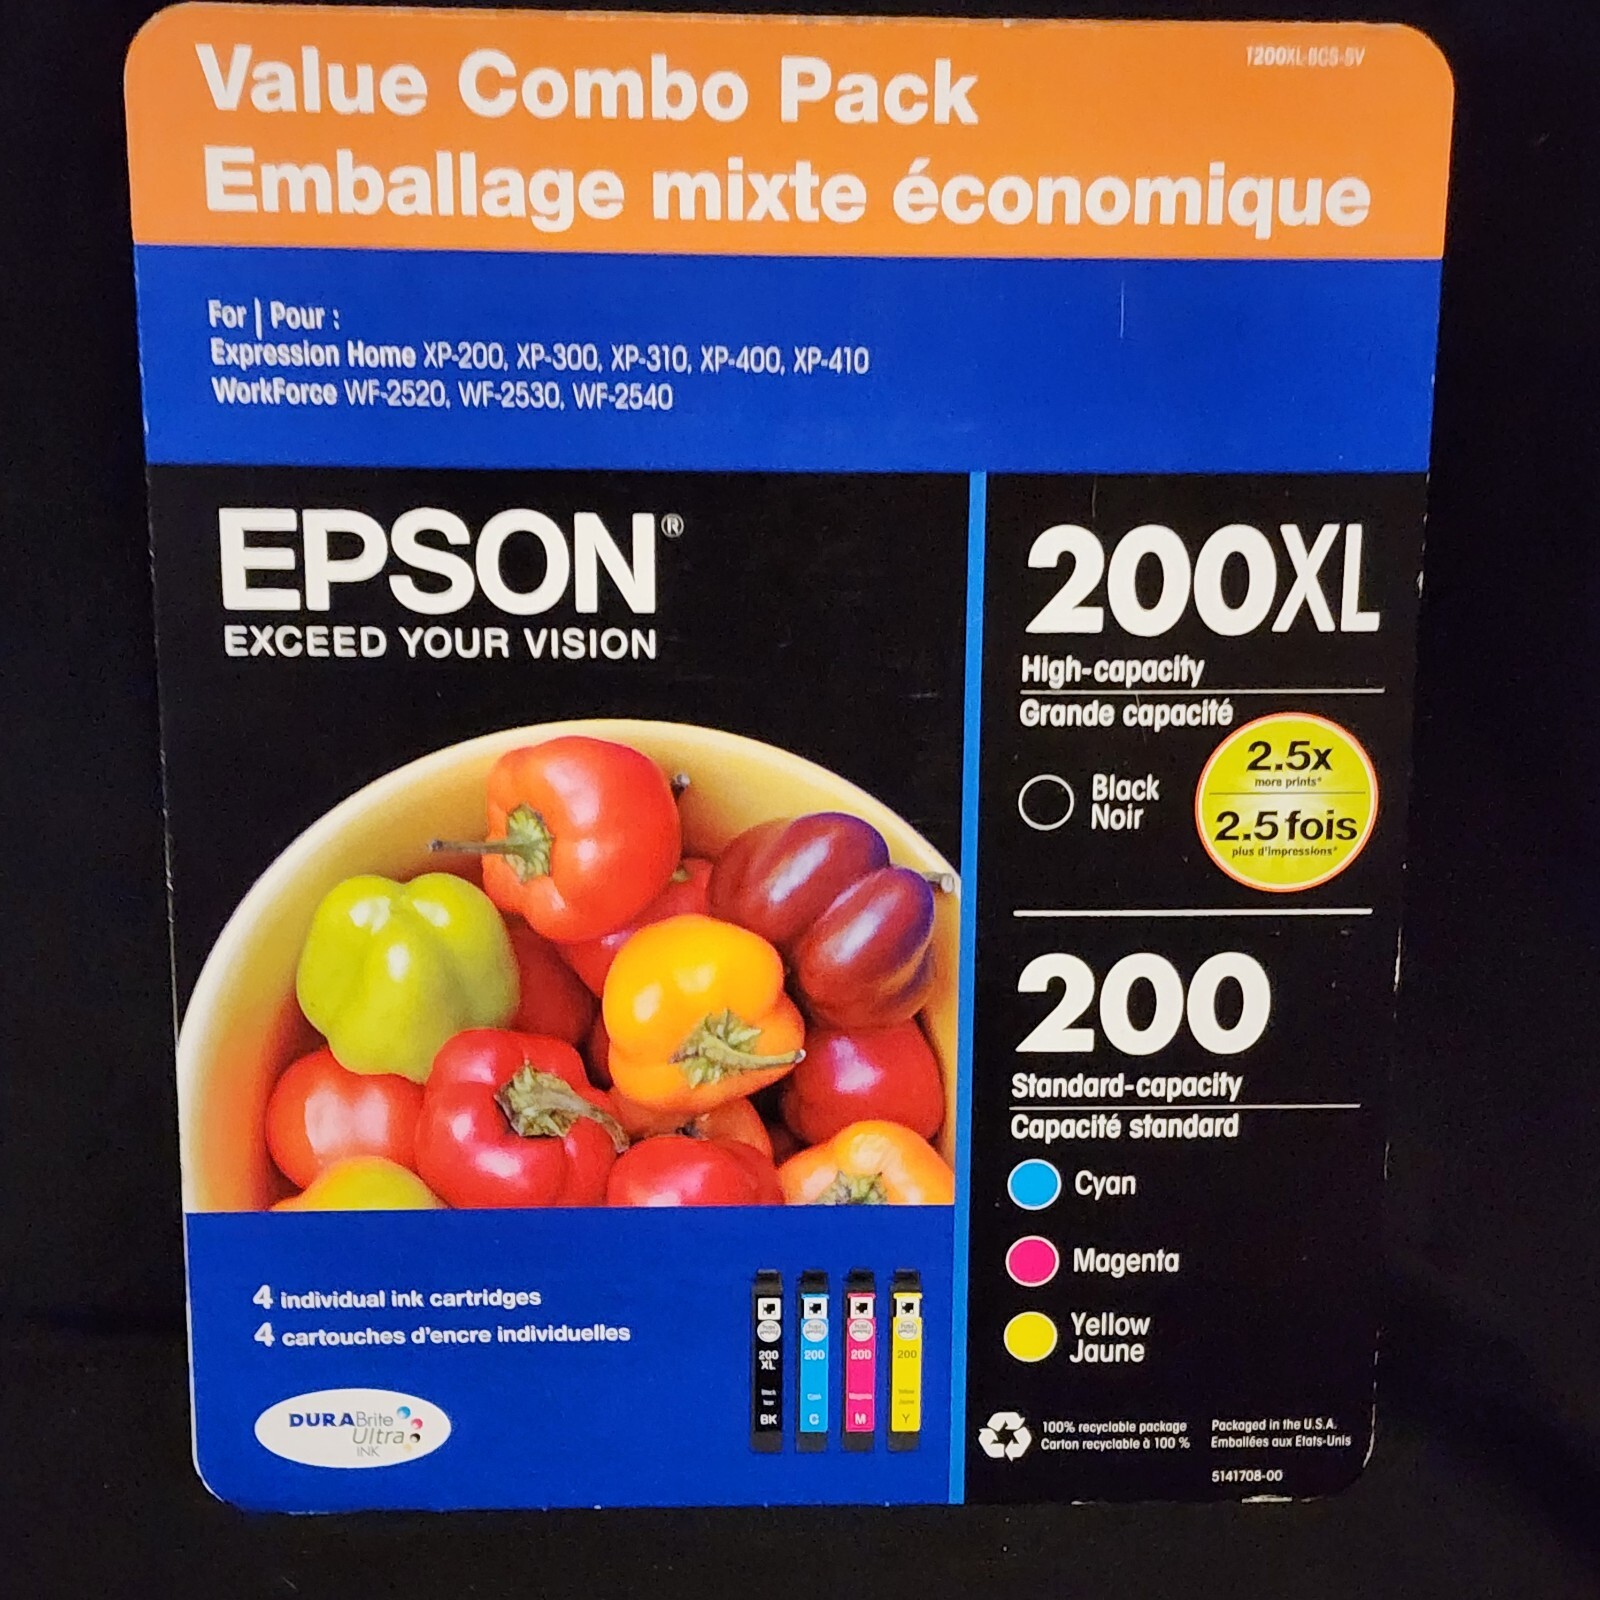 T200XL-BCS-SV
Value Combo Pack
Emballage mixte économique
For | Pour :
Expression Home XP-200, XP-300, XP-310, XP-400, XP-410
WorkForce WF-2520, WF-2530, WF-2540
EPSON®
EXCEED YOUR VISION
200XL
High-capacity
Grande capacité
Black
Noir
2.5x
more prints*
2.5 fois
plus d'impressions*
200
Standard-capacity
Capacité standard
Cyan
Magenta
Yellow
Jaune
4 individual ink cartridges
4 cartouches d'encre individuelles
200 200 200 200
XL
BK C M Y
DURABrite
Ultra
INK
100% recyclable package
Carton recyclable à 100 %
Packaged in the U.S.A.
Emballées aux Etats-Unis
5141708-00